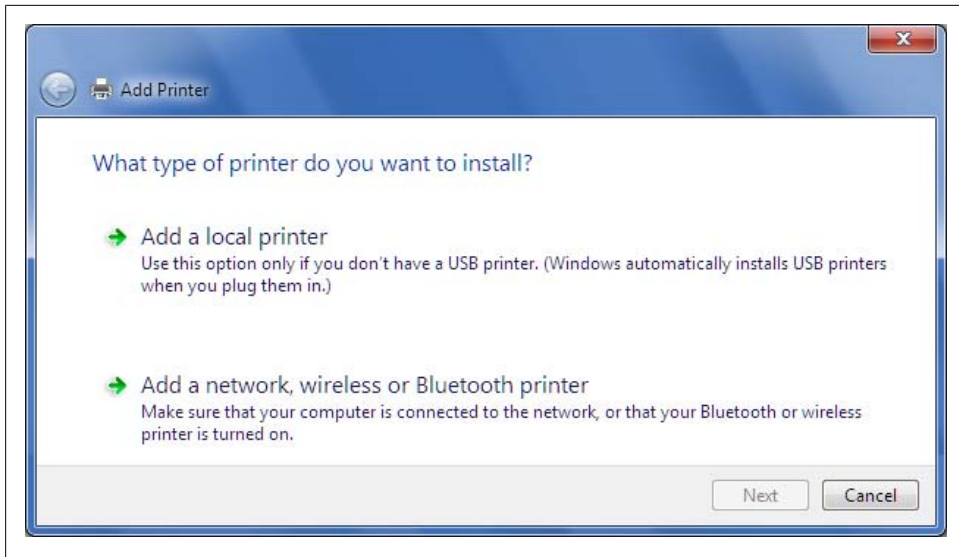 Add Printer
What type of printer do you want to install?
Add a local printer
Use this option only if you don't have a USB printer. (Windows automatically installs USB printers
when you plug them in.)
Add a network, wireless or Bluetooth printer
Make sure that your computer is connected to the network, or that your Bluetooth or wireless
printer is turned on.
Next
Cancel